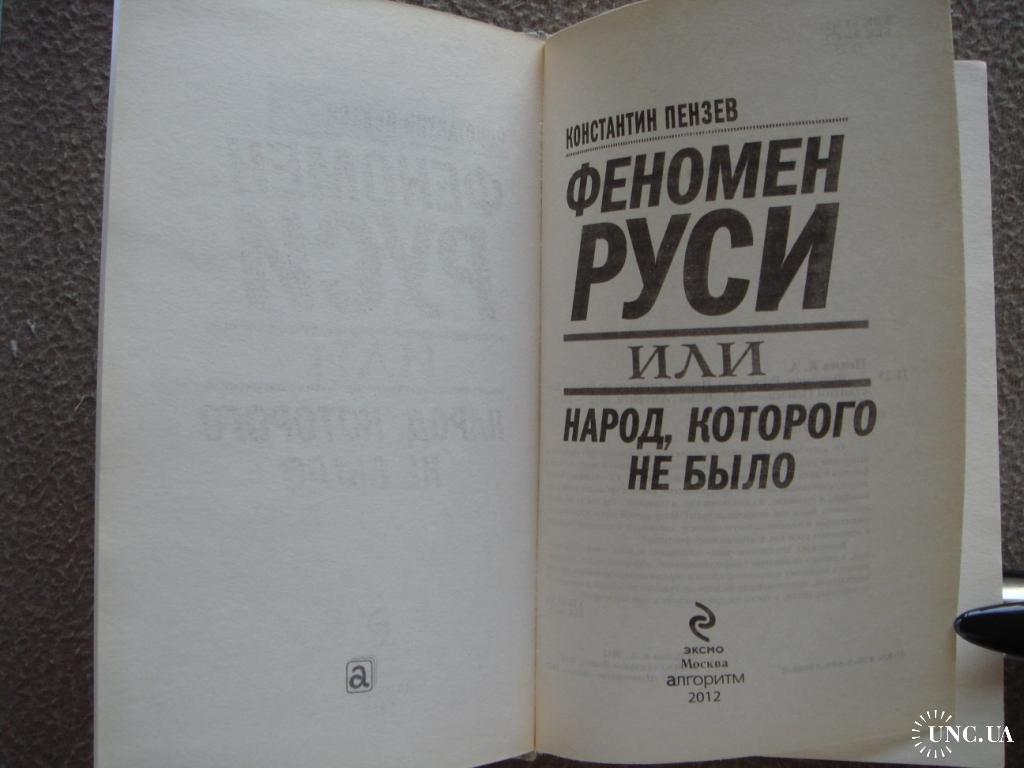 a
КОНСТАНТИН ПЕНЗЕВ
ФЕНОМЕН
РУСИ
ИЛИ
НАРОД, КОТОРОГО
НЕ БЫЛО
ЭКСМО
Москва
алгоритм
2012
UNC.UA